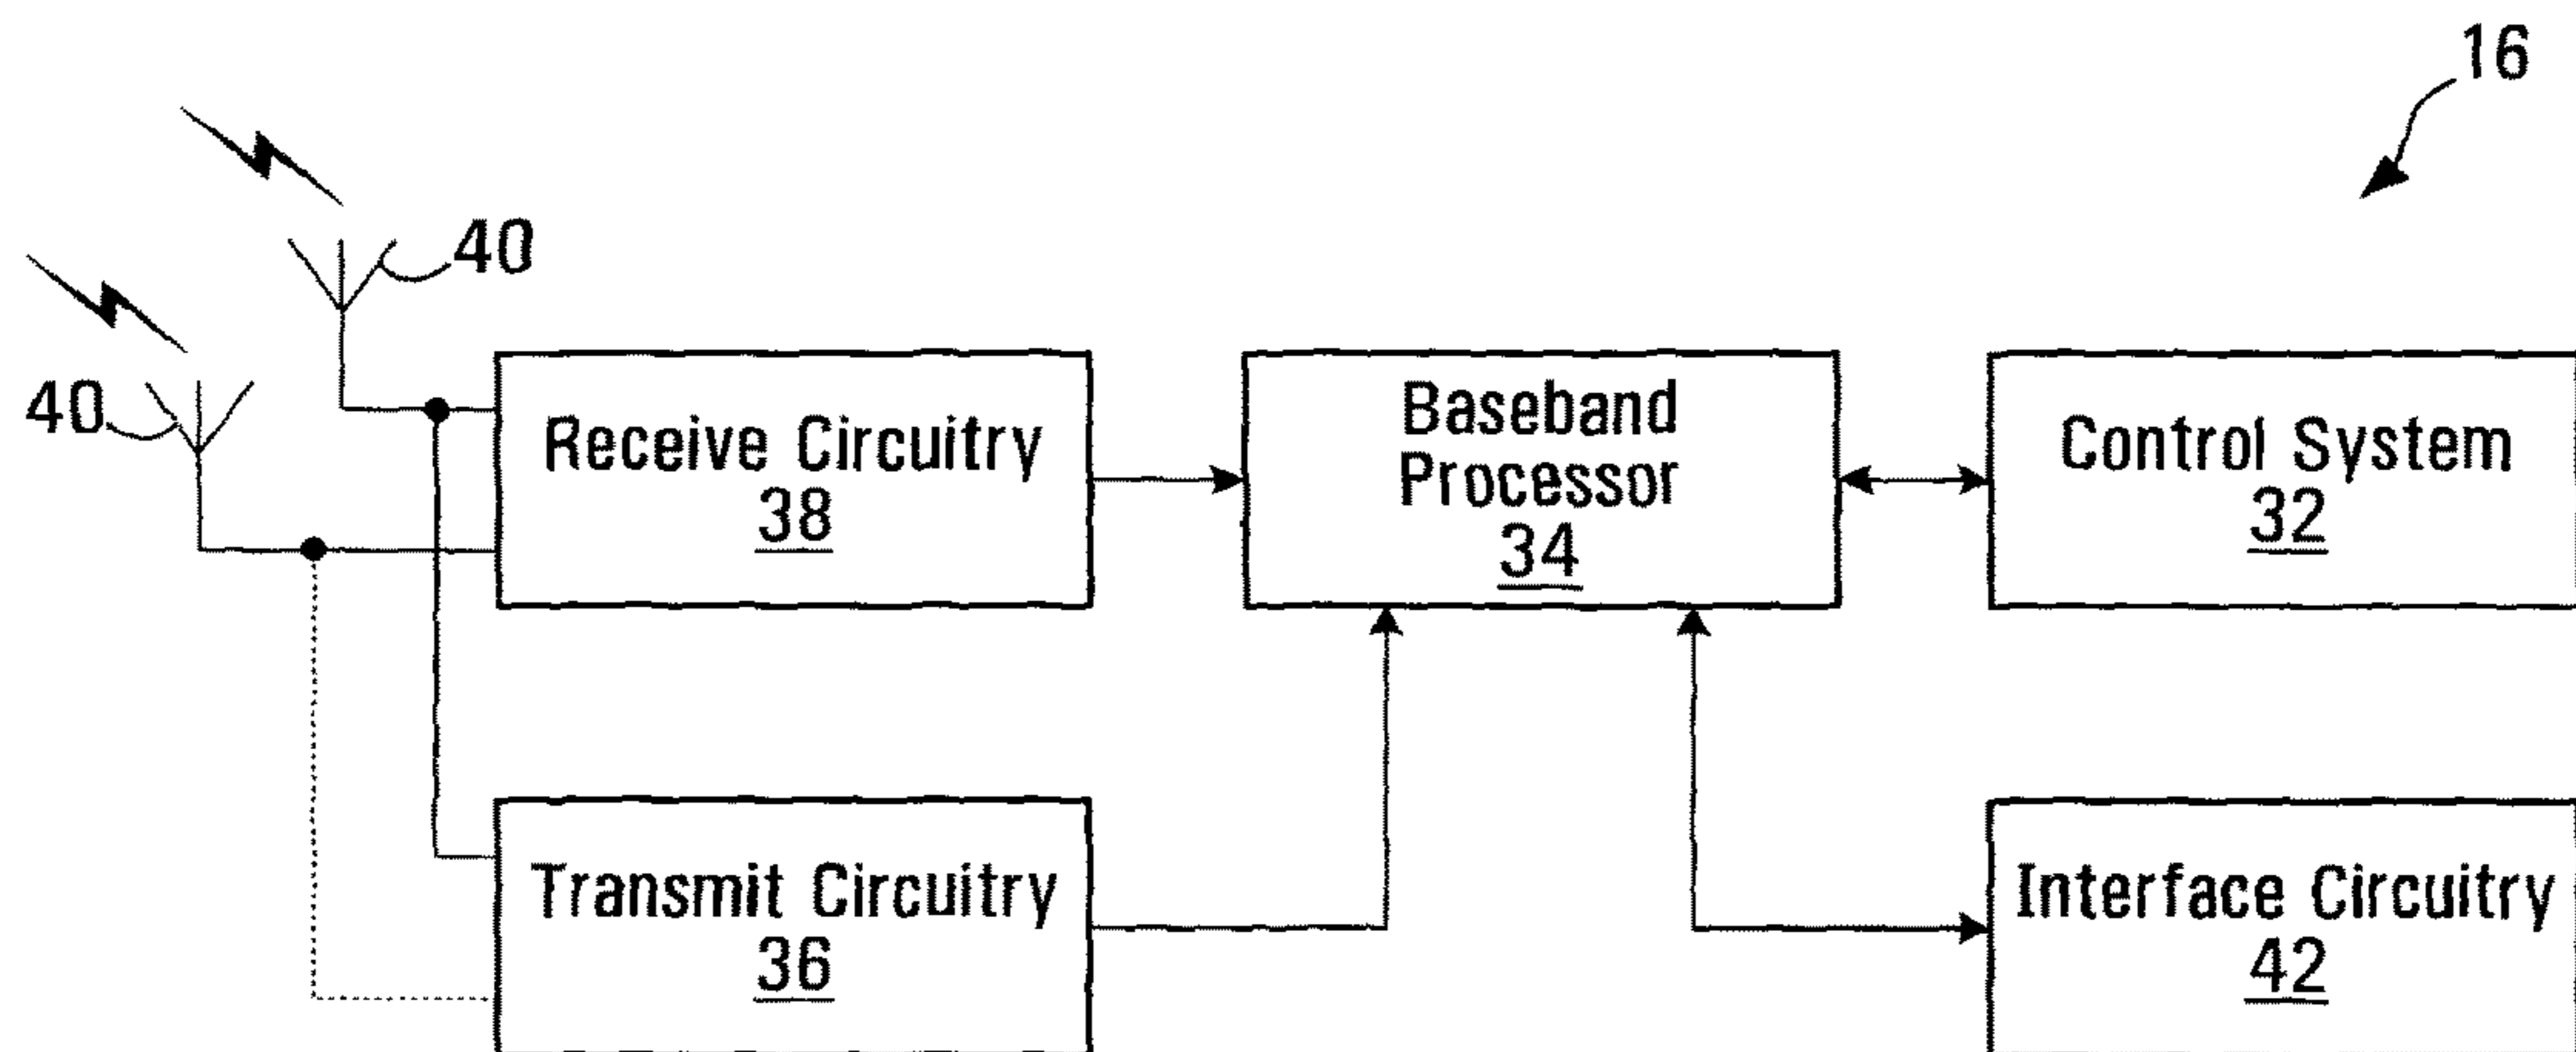 16
40
40
Receive Circuitry
38
Baseband
Processor
34
Control System
32
Transmit Circuitry
36
Interface Circuitry
42